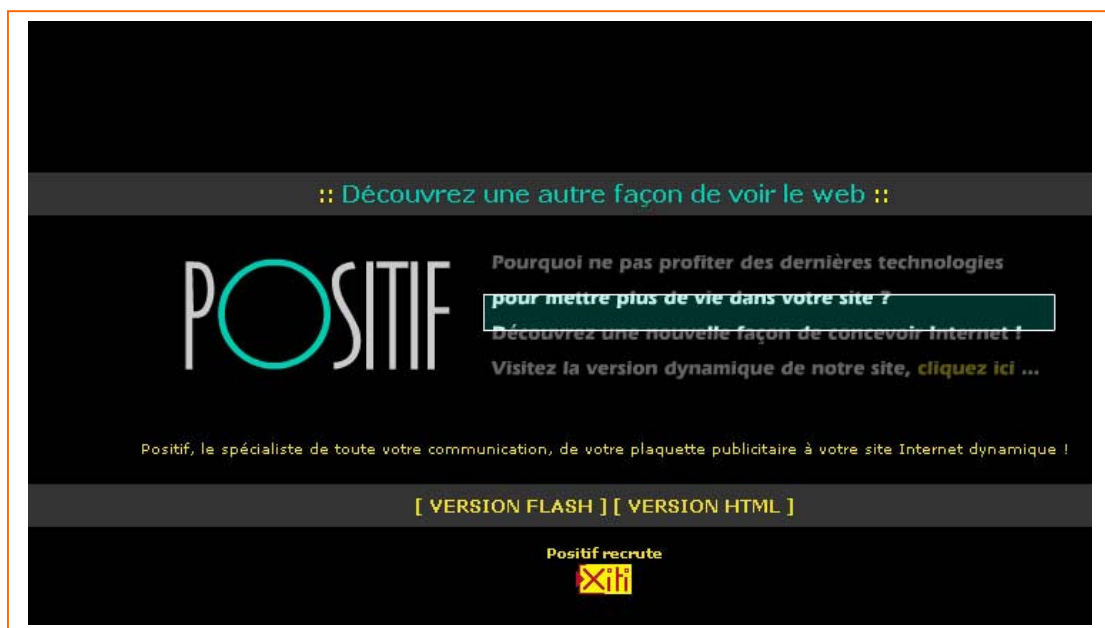 :: Découvrez une autre façon de voir le web ::
POSITIF
Pourquoi ne pas profiter des dernières technologies
pour mettre plus de vie dans votre site ?
Découvrez une nouvelle façon de concevoir Internet !
Visitez la version dynamique de notre site, cliquez ici ...
Positif, le spécialiste de toute votre communication, de votre plaquette publicitaire à votre site Internet dynamique !
[ VERSION FLASH ] [ VERSION HTML ]
Positif recrute
Xiti